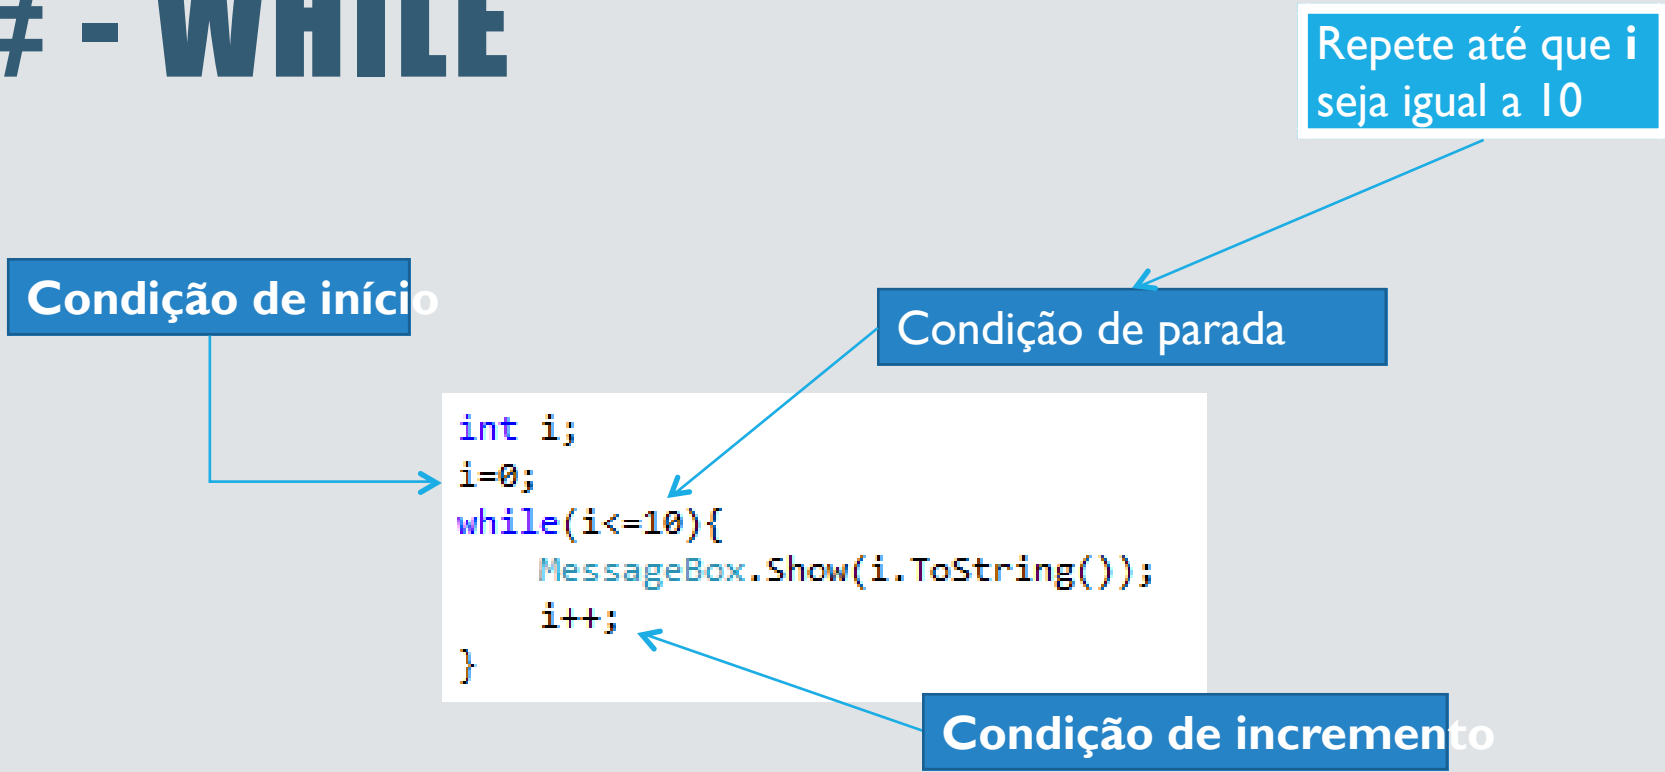 # - WHILE
Repete até que i
seja igual a 10
Condição de início
Condição de parada
int i;
i=0;
while(i<=10){
    MessageBox.Show(i.ToString());
    i++;
}
Condição de incremento